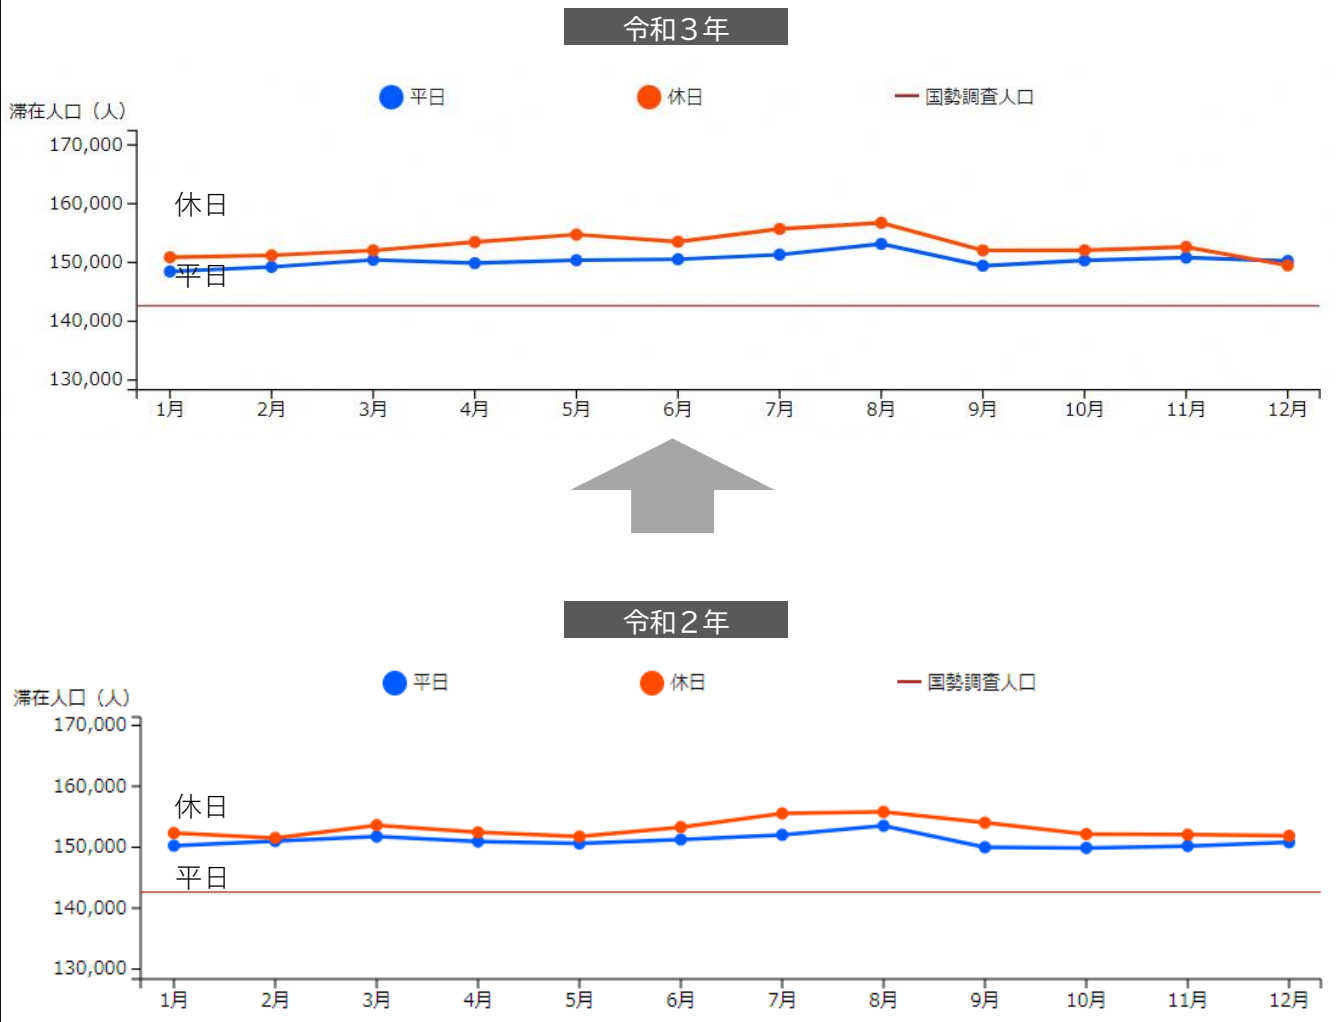 令和３年
平日 休日 国勢調査人口
滞在人口（人）
170,000
160,000
150,000
140,000
130,000
休日
平日
1月 2月 3月 4月 5月 6月 7月 8月 9月 10月 11月 12月
令和２年
平日 休日 国勢調査人口
滞在人口（人）
170,000
160,000
150,000
140,000
130,000
休日
平日
1月 2月 3月 4月 5月 6月 7月 8月 9月 10月 11月 12月